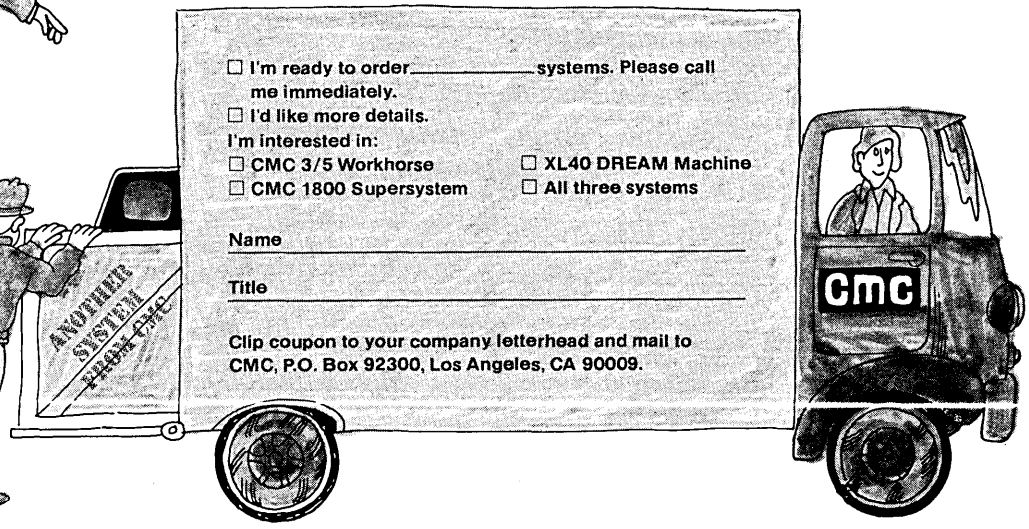 ☐ I'm ready to order____________systems. Please call
me immediately.
☐ I'd like more details.
I'm interested in:
☐ CMC 3/5 Workhorse ☐ XL40 DREAM Machine
☐ CMC 1800 Supersystem ☐ All three systems
Name
Title
Clip coupon to your company letterhead and mail to
CMC, P.O. Box 92300, Los Angeles, CA 90009.
ANOTHER
SYSTEM
FROM CMC
cmc